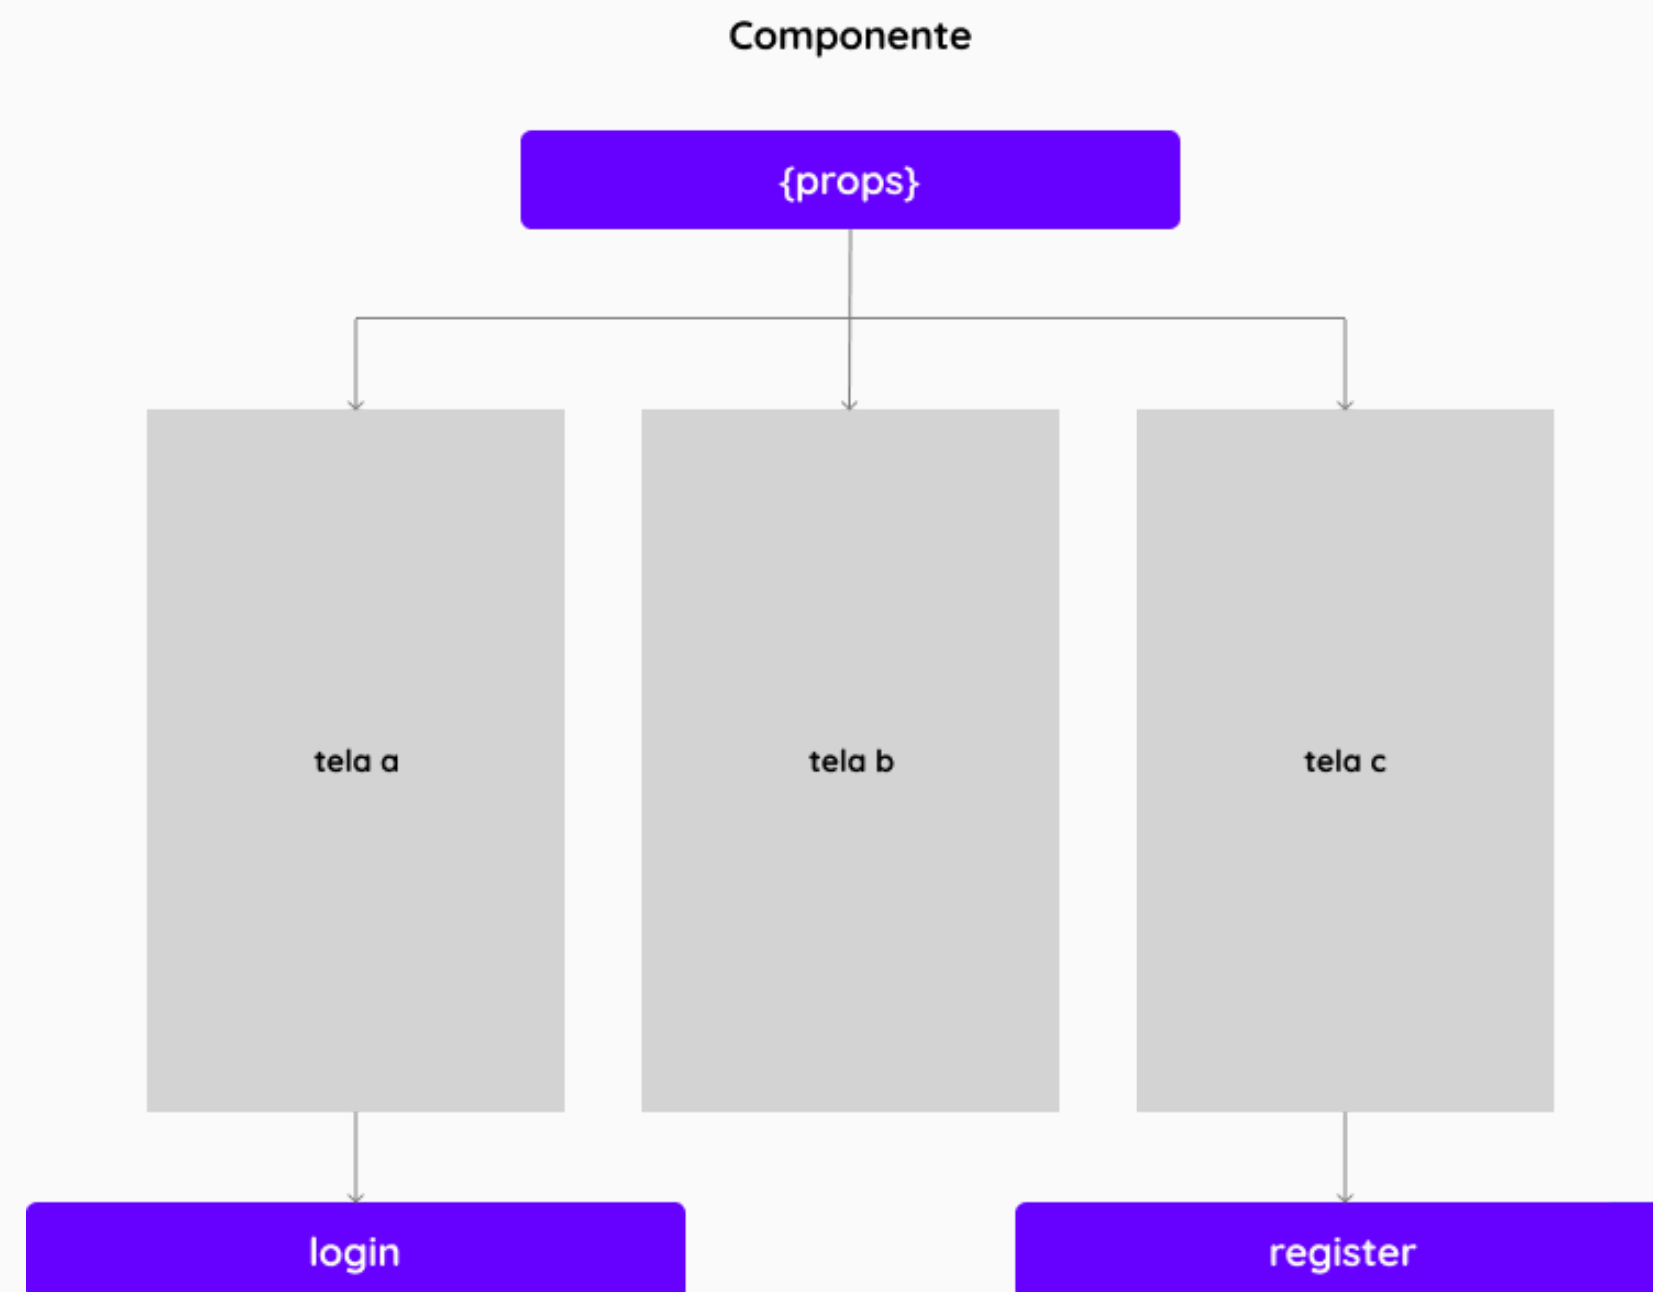 Componente
{props}
tela a
tela b
tela c
login
register